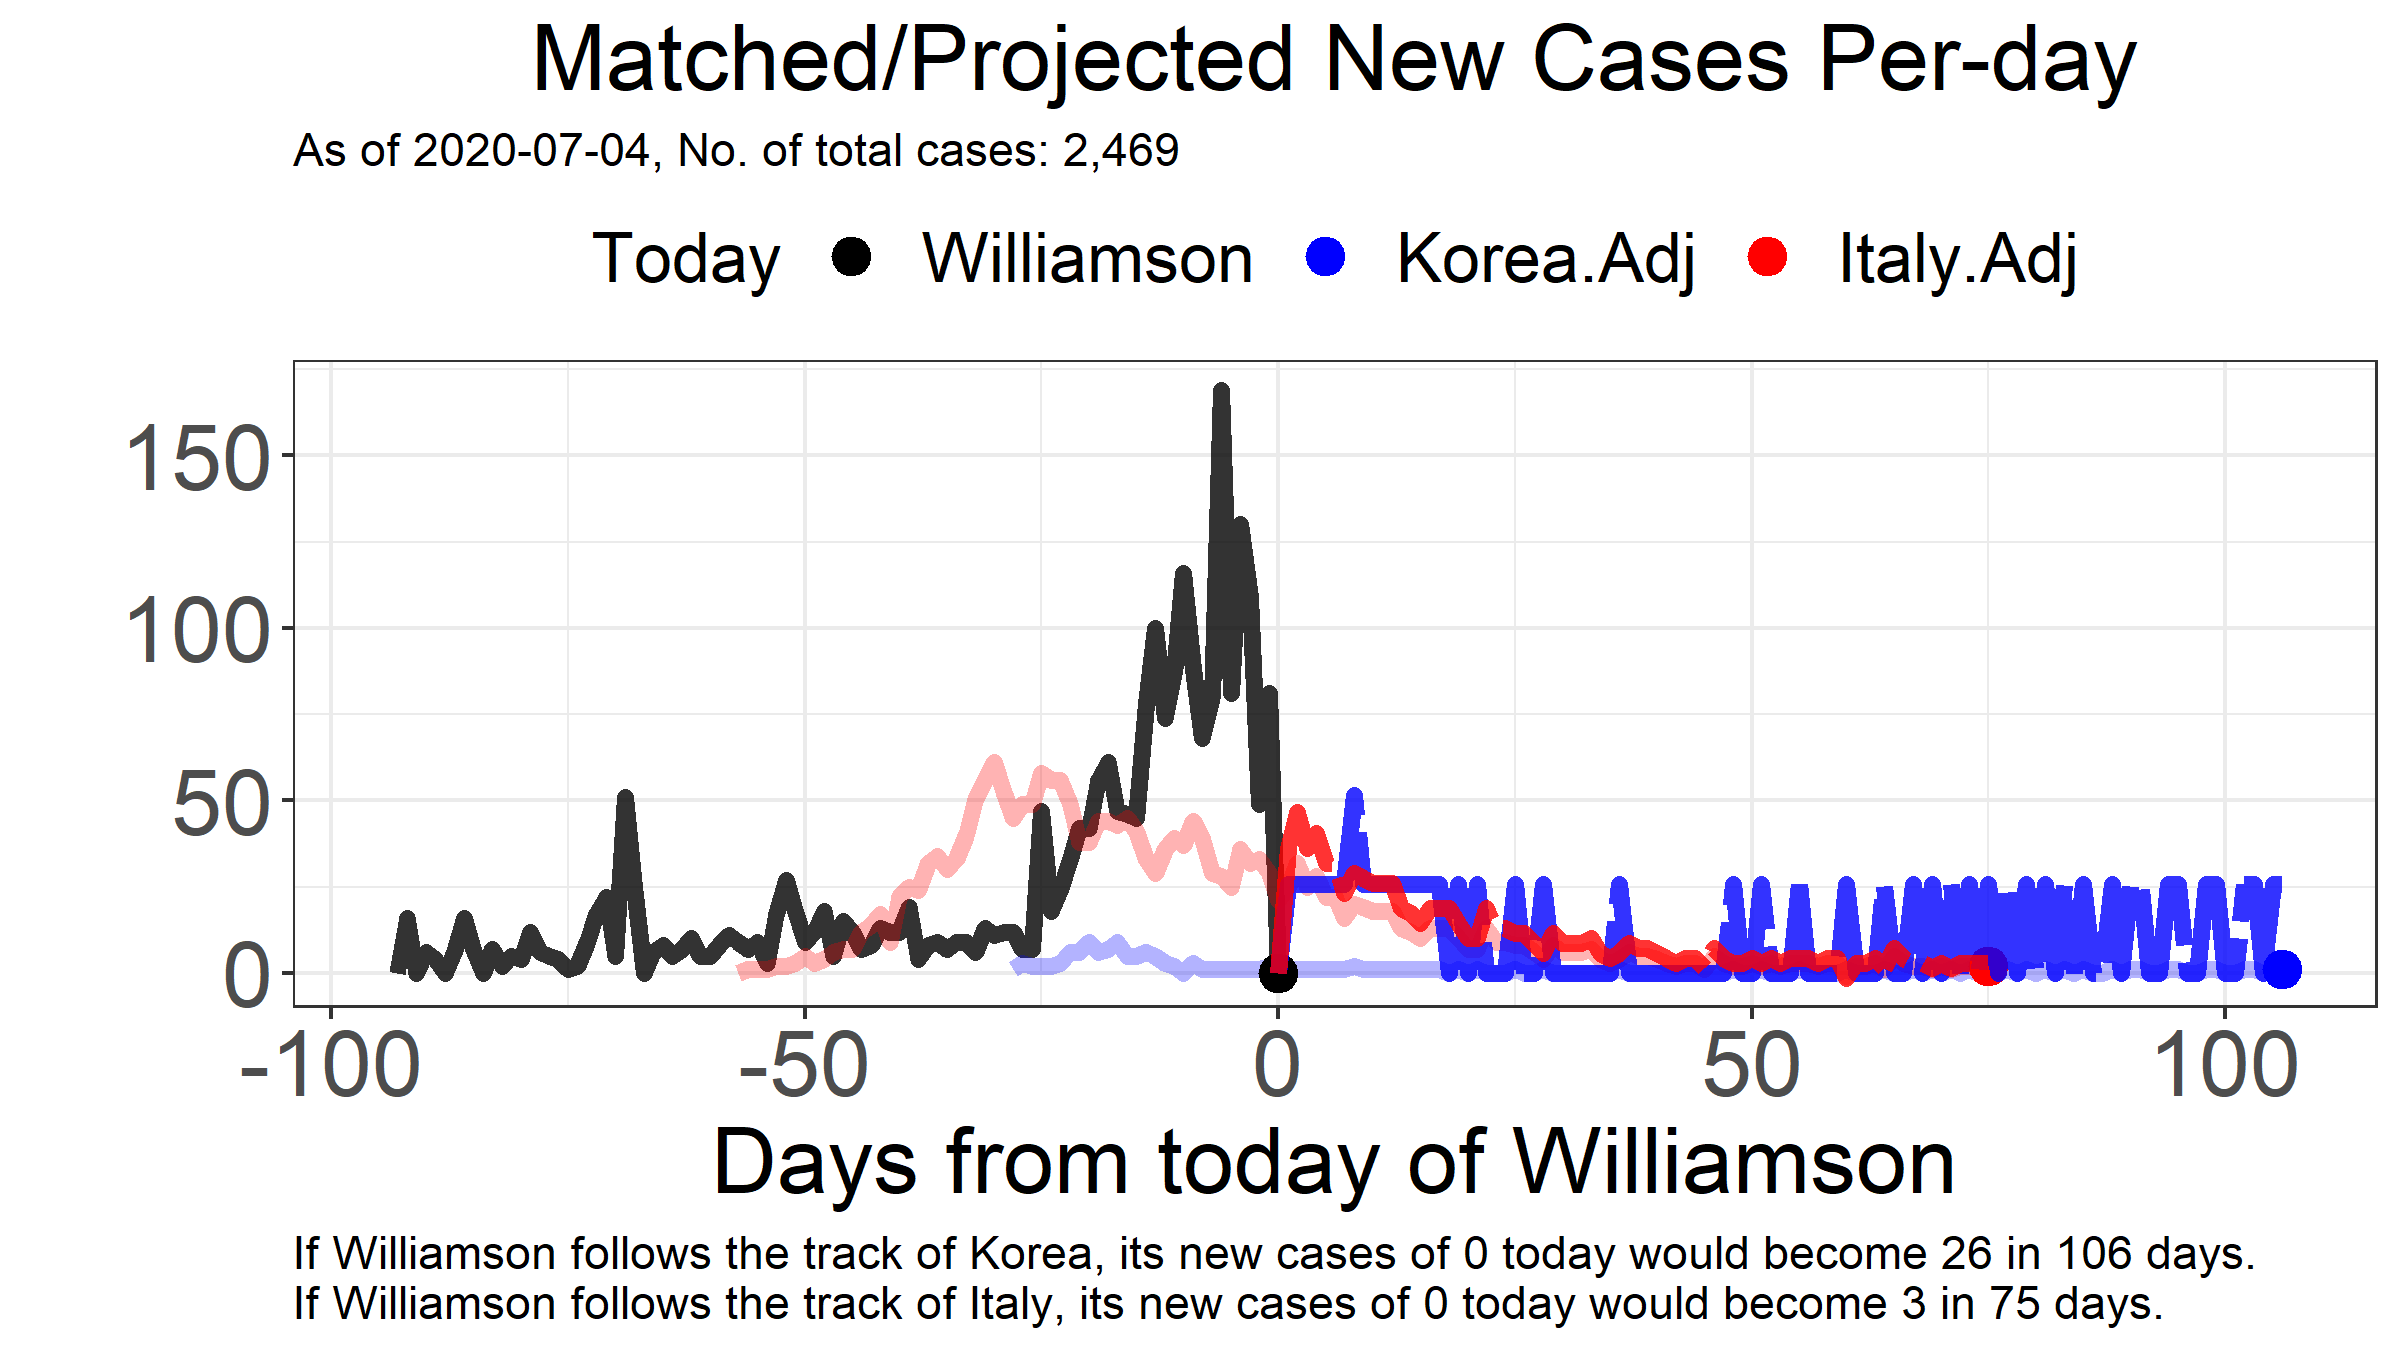 Matched/Projected New Cases Per-day
As of 2020-07-04, No. of total cases: 2,469
Today Williamson Korea.Adj Italy.Adj
150
100
50
0
-100 -50 0 50 100
Days from today of Williamson
If Williamson follows the track of Korea, its new cases of 0 today would become 26 in 106 days.
If Williamson follows the track of Italy, its new cases of 0 today would become 3 in 75 days.